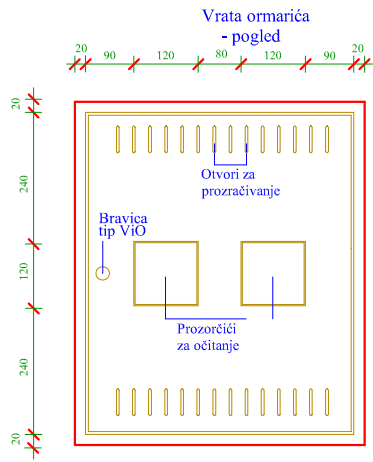 Vrata ormarića
- pogled
20
90
120
80
120
90
20
20
240
120
240
20
Otvori za
prozračivanje
Bravica
tip ViO
Prozorčići
za očitanje